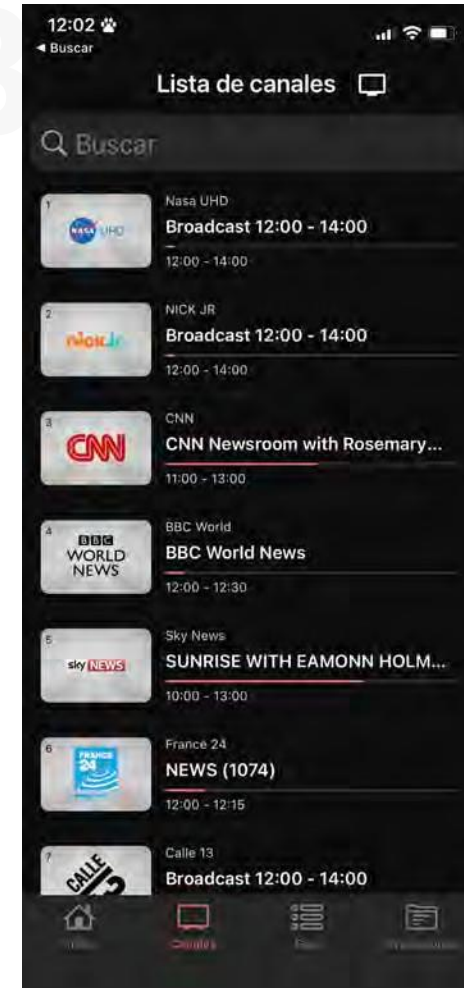 12:02
Buscar
Lista de canales
Buscar
1
NASA UHD
Nasa UHD
Broadcast 12:00 - 14:00
12:00 - 14:00
2
nick jr
NICK JR
Broadcast 12:00 - 14:00
12:00 - 14:00
3
CNN
CNN
CNN Newsroom with Rosemary...
11:00 - 13:00
4
BBC
WORLD
NEWS
BBC World
BBC World News
12:00 - 12:30
5
sky NEWS
Sky News
SUNRISE WITH EAMONN HOLM...
10:00 - 13:00
6
FRANCE
24
France 24
NEWS (1074)
12:00 - 12:15
7
CALLE
13
Calle 13
Broadcast 12:00 - 14:00
Canales